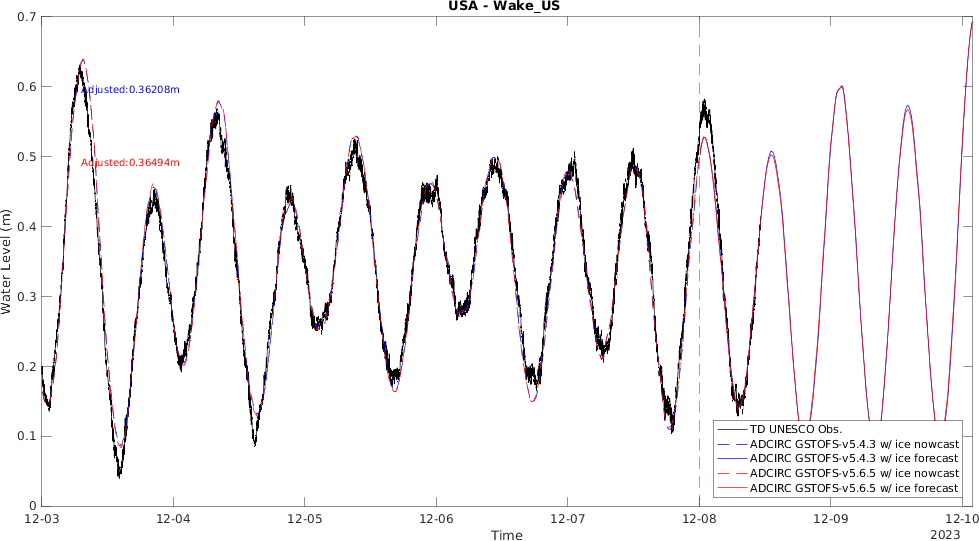 USA - Wake_US
0.7
0.6
0.5
0.4
0.3
0.2
0.1
0
Water Level (m)
Adjusted:0.36208m
Adjusted:0.36494m
TD UNESCO Obs.
ADCIRC GSTOFS-v5.4.3 w/ ice nowcast
ADCIRC GSTOFS-v5.4.3 w/ ice forecast
ADCIRC GSTOFS-v5.6.5 w/ ice nowcast
ADCIRC GSTOFS-v5.6.5 w/ ice forecast
12-03 12-04 12-05 12-06 12-07 12-08 12-09 12-10
Time
2023